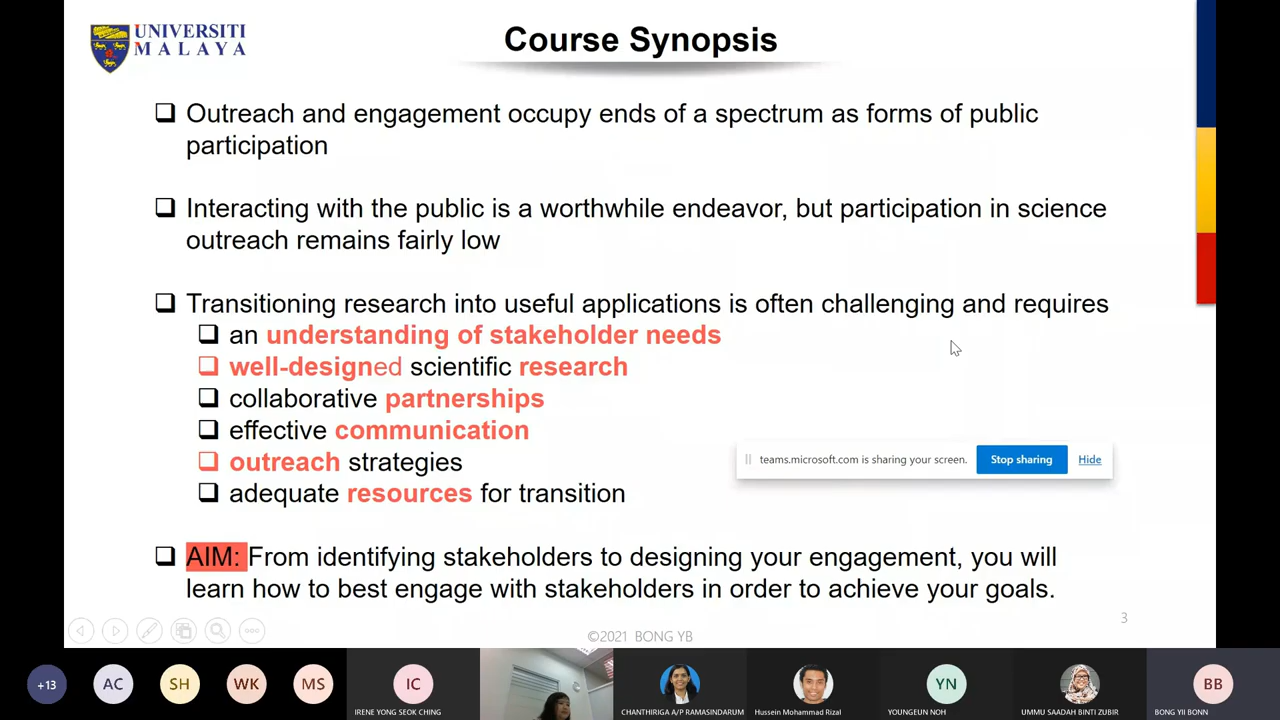 UNIVERSITI
MALAYA
Course Synopsis
Outreach and engagement occupy ends of a spectrum as forms of public
participation
Interacting with the public is a worthwhile endeavor, but participation in science
outreach remains fairly low
Transitioning research into useful applications is often challenging and requires
an understanding of stakeholder needs
well-designed scientific research
collaborative partnerships
effective communication
outreach strategies
adequate resources for transition
teams.microsoft.com is sharing your screen. Stop sharing Hide
AIM: From identifying stakeholders to designing your engagement, you will
learn how to best engage with stakeholders in order to achieve your goals.
3
©2021 BONG YB
+13 AC SH WK MS IC YN BB
IRENE YONG SEOK CHING CHANTHIRIGA A/P RAMASINDARUM Hussein Mohammad Rizal YOUNGEUN NOH UMMU SAADAH BINTI ZUBIR BONG YII BONN